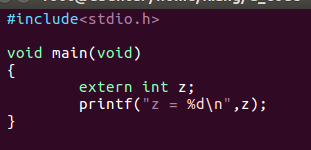 #include<stdio.h>
void main(void)
{
extern int z;
printf("z = %d\n",z);
}